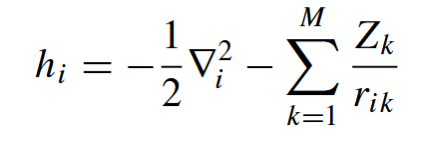 h_i = -\frac{1}{2}\nabla_i^2 - \sum_{k=1}^{M} \frac{Z_k}{r_{ik}}